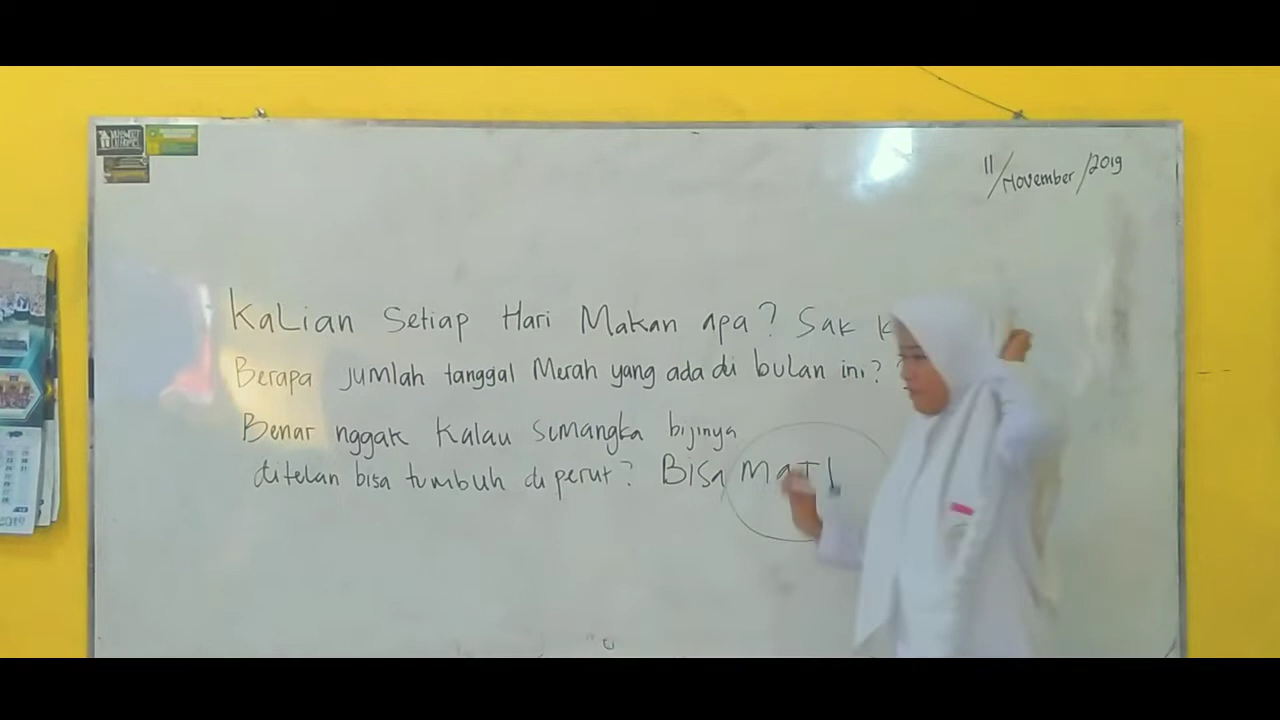 11/November/2019
Kalian Setiap Hari Makan apa? Sak
Berapa jumlah tanggal Merah yang ada di bulan ini?
Benar nggak Kalau semangka bijinya
ditelan bisa tumbuh di perut? Bisa MaTI